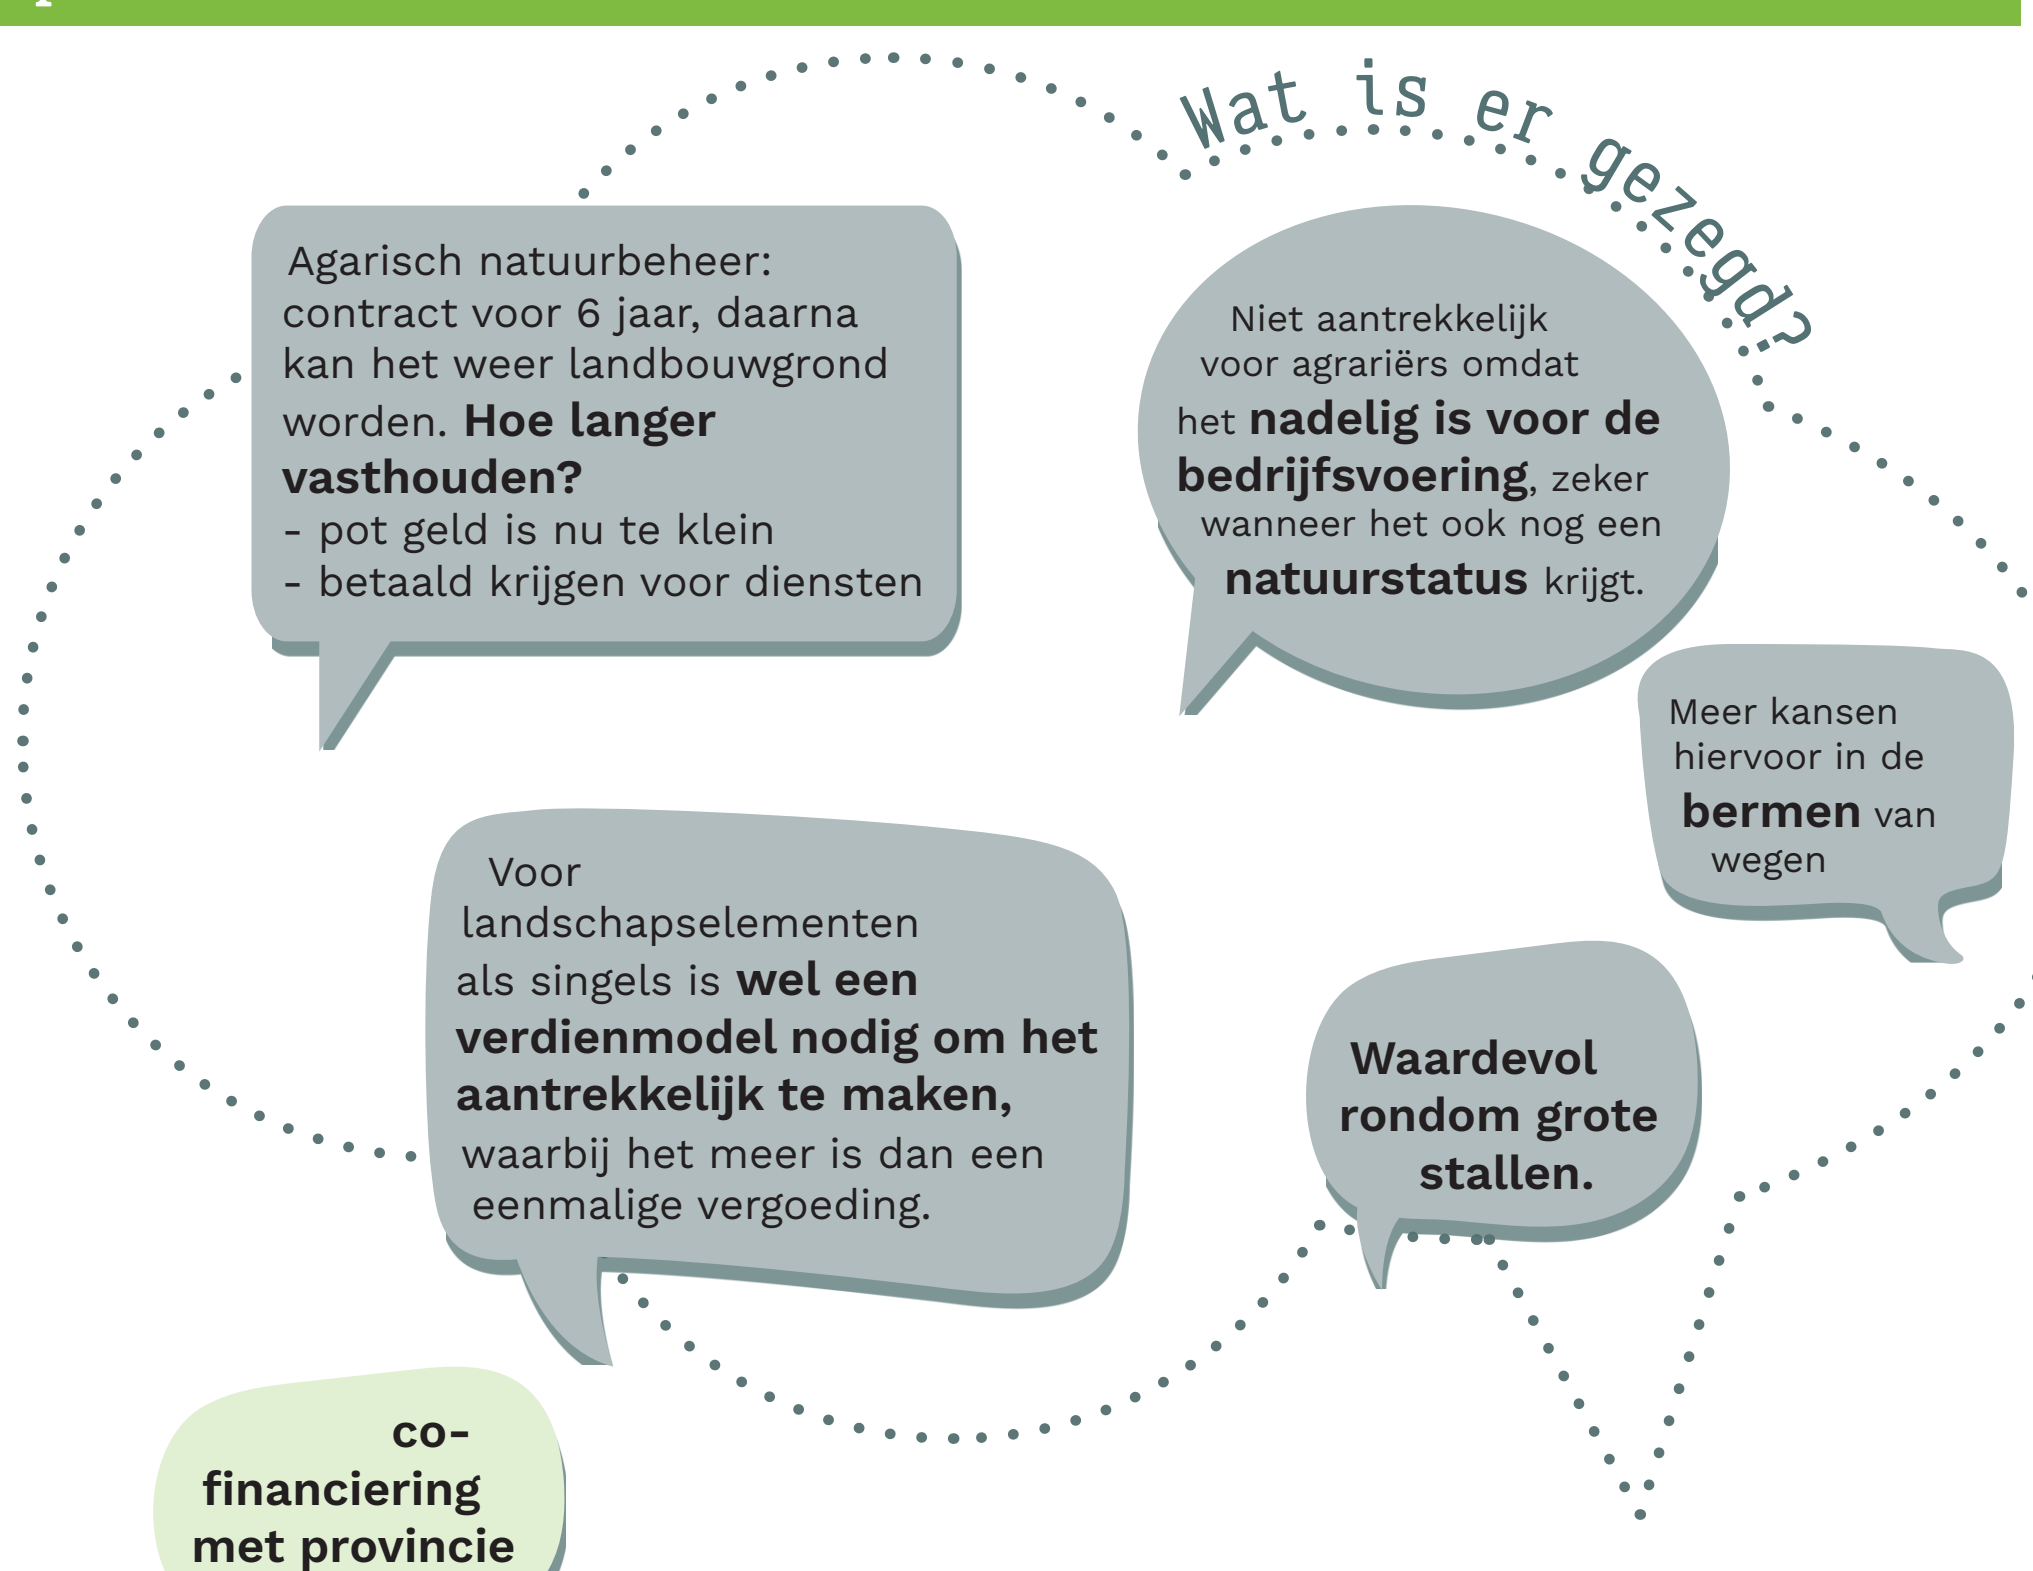 Wat is er gezegd?
Agarisch natuurbeheer:
contract voor 6 jaar, daarna
kan het weer landbouwgrond
worden. Hoe langer
vasthouden?
- pot geld is nu te klein
- betaald krijgen voor diensten
Niet aantrekkelijk
voor agrariërs omdat
het nadelig is voor de
bedrijfsvoering, zeker
wanneer het ook nog een
natuurstatus krijgt.
Meer kansen
hiervoor in de
bermen van
wegen
Voor
landschapselementen
als singels is wel een
verdienmodel nodig om het
aantrekkelijk te maken,
waarbij het meer is dan een
eenmalige vergoeding.
Waardevol
rondom grote
stallen.
co-
financiering
met provincie